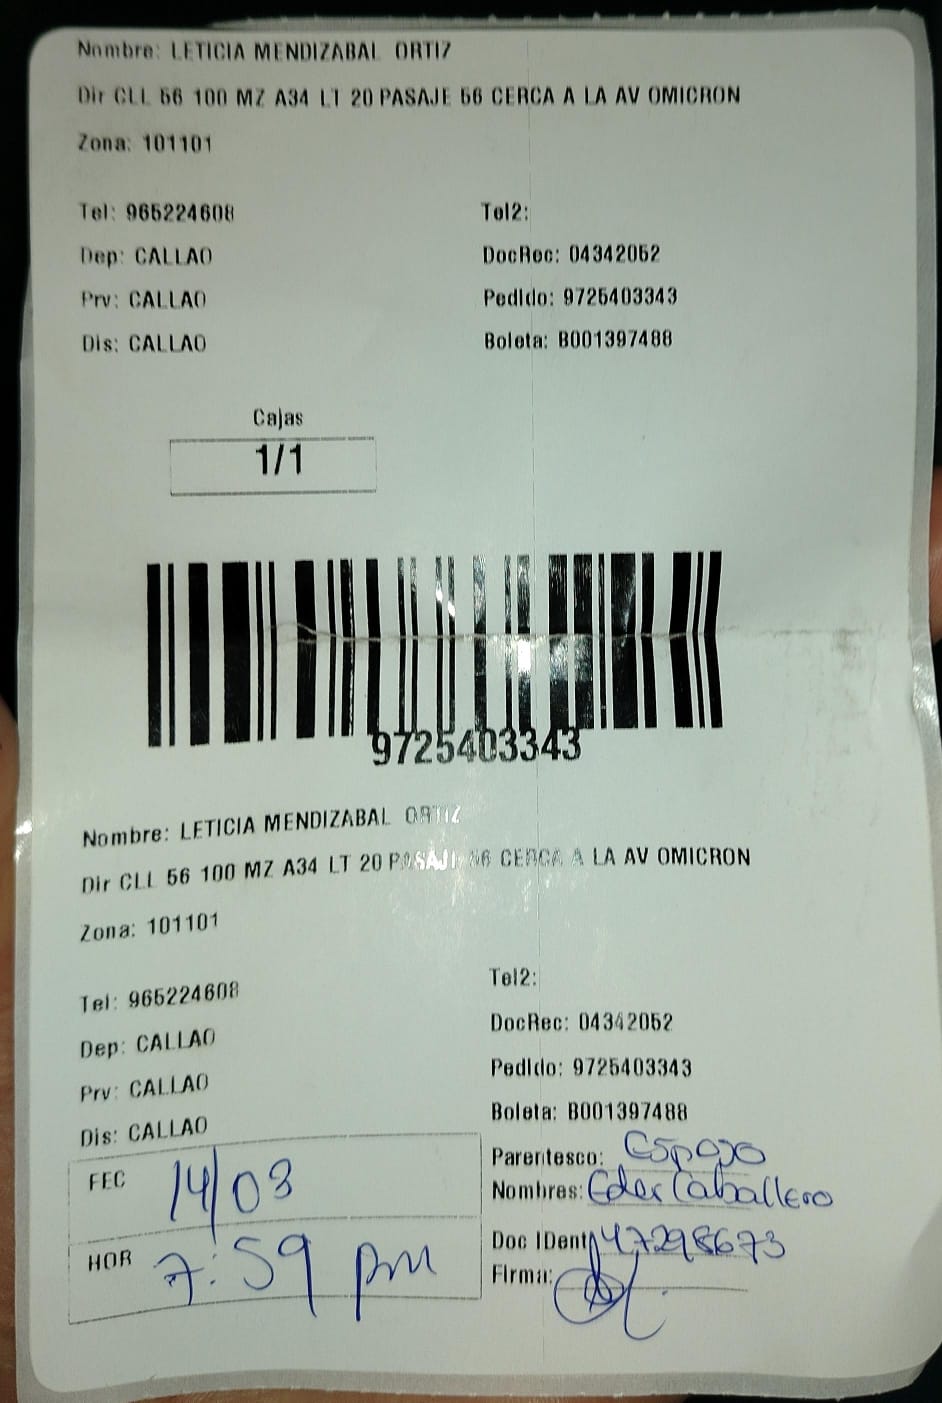 Nombre: LETICIA MENDIZABAL ORTIZ
Dir CLL 56 100 MZ A34 LT 20 PASAJE 56 CERCA A LA AV OMICRON
Zona: 101101
Tel: 965224608 Tel2:
Dep: CALLAO DocRec: 04342052
Prv: CALLAO Pedido: 9725403343
Dis: CALLAO Boleta: B001397488
Cajas
1/1
9725403343
Nombre: LETICIA MENDIZABAL ORTIZ
Dir CLL 56 100 MZ A34 LT 20 PASAJE 56 CERCA A LA AV OMICRON
Zona: 101101
Tel: 965224608 Tel2:
Dep: CALLAO DocRec: 04342052
Prv: CALLAO Pedido: 9725403343
Dis: CALLAO Boleta: B001397488
FEC 14/03 Parentesco: Esposo
Nombres: Eder Caballero
HOR 7:59 pm Doc IDent 47298673
Firma: